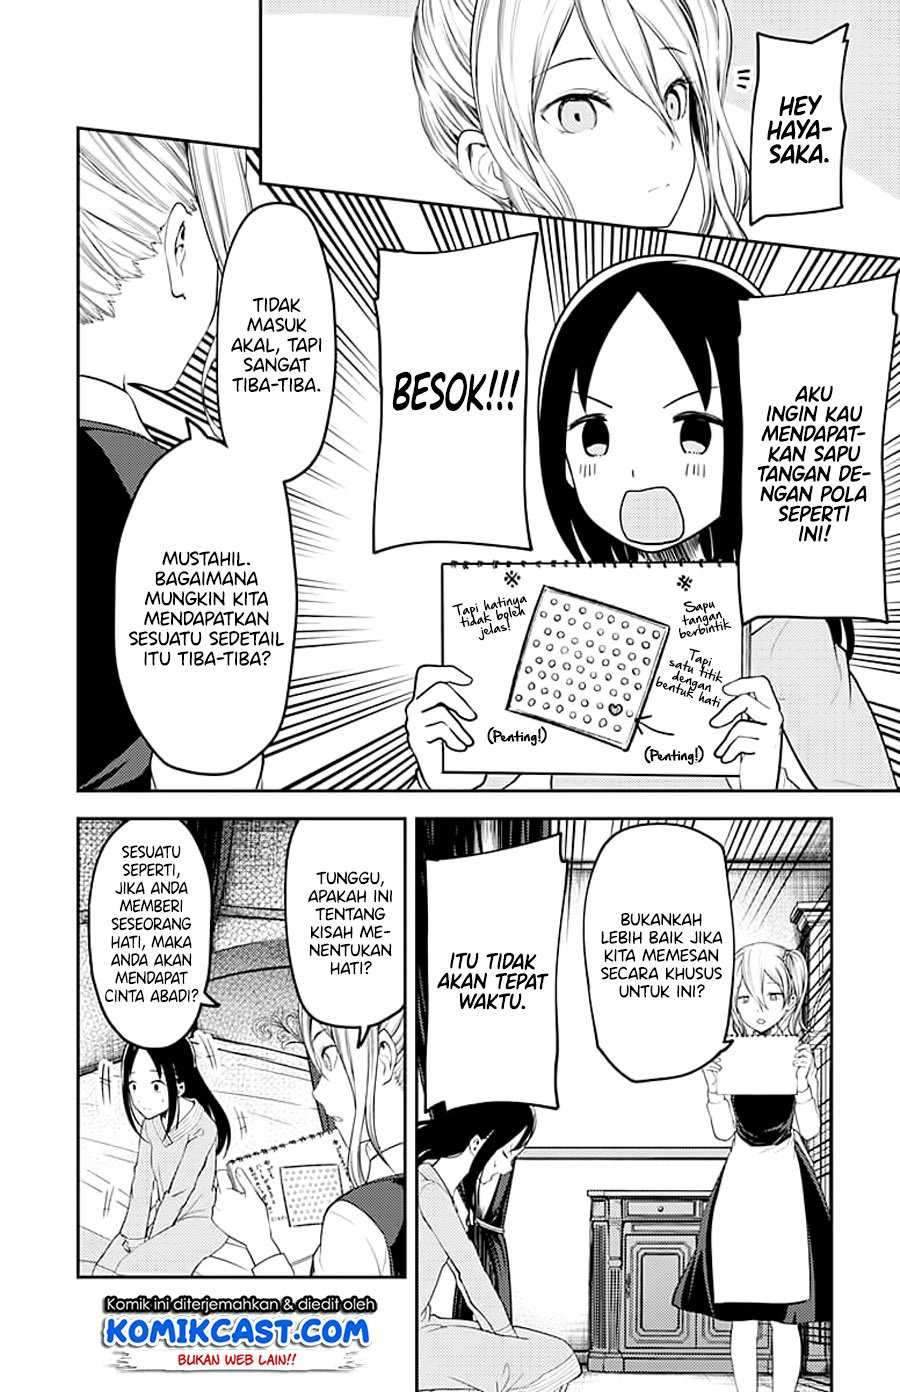 HEY
HAYA-
SAKA.
AKU
INGIN KAU
MENDAPAT-
KAN SAPU
TANGAN DE-
NGAN POLA
SEPERTI
INI!
BESOK!!!
TIDAK
MASUK
AKAL, TAPI
SANGAT
TIBA-TIBA.
MUSTAHIL.
BAGAIMANA
MUNGKIN KITA
MENDAPATKAN
SESUATU SEDETAIL
ITU TIBA-TIBA?
Sapu
tangan
berbintik
Tapi
satu titik
dengan
bentuk hati
(Penting!)
Tapi hatinya
tidak boleh
jelas!
(Penting!)
BUKANKAH
LEBIH BAIK JIKA
KITA MEMESAN
SECARA KHUSUS
UNTUK INI?
ITU TIDAK
AKAN TEPAT
WAKTU.
TUNGGU,
APAKAH INI
TENTANG
KISAH ME-
NENTUKAN
HATI?
SESUATU
SEPERTI,
JIKA ANDA
MEMBERI
SESEORANG
HATI, MAKA
ANDA AKAN
MENDAPAT
CINTA ABADI?
Komik ini diterjemahkan & diedit oleh
KOMIKCAST.COM
BUKAN WEB LAIN!!